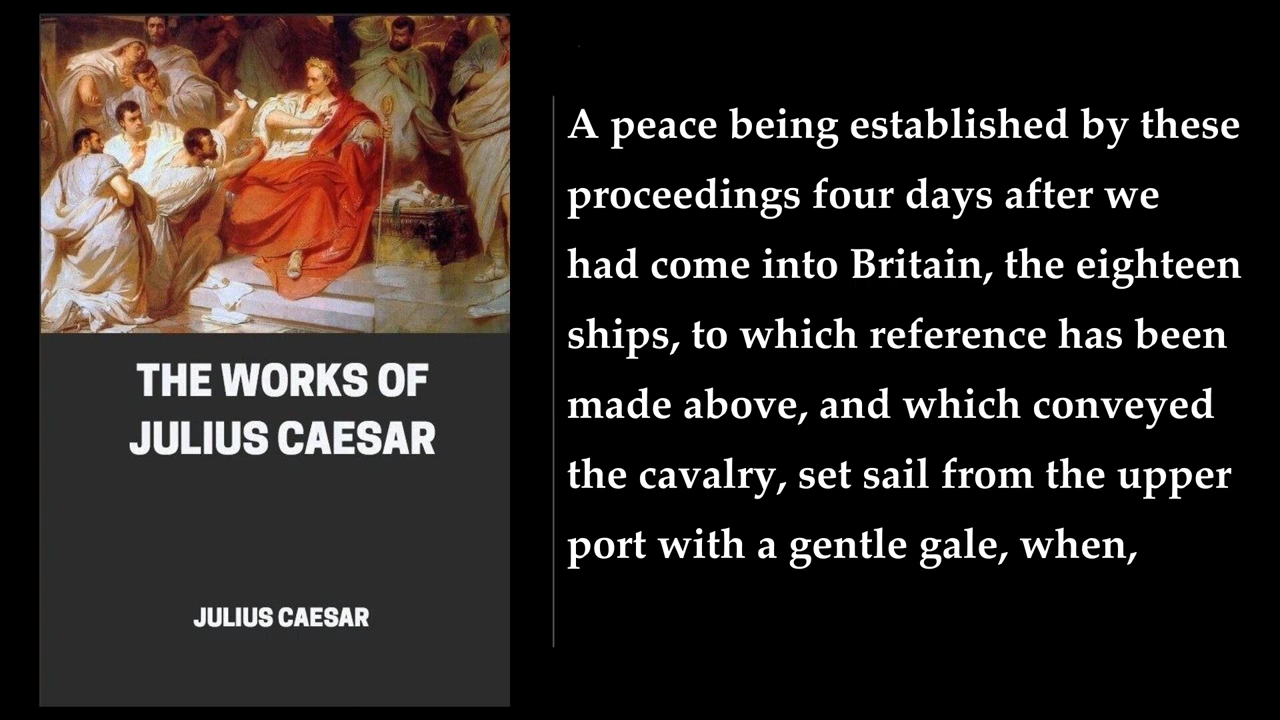 THE WORKS OF
JULIUS CAESAR
JULIUS CAESAR
A peace being established by these
proceedings four days after we
had come into Britain, the eighteen
ships, to which reference has been
made above, and which conveyed
the cavalry, set sail from the upper
port with a gentle gale, when,